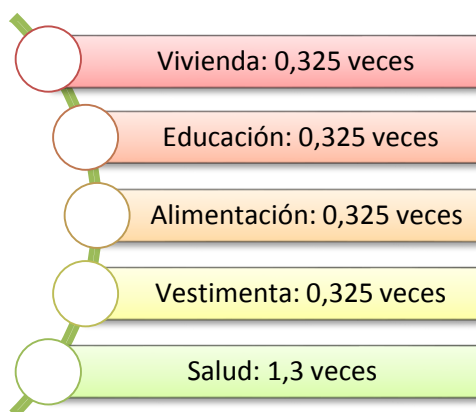 Vivienda: 0,325 veces
Educación: 0,325 veces
Alimentación: 0,325 veces
Vestimenta: 0,325 veces
Salud: 1,3 veces